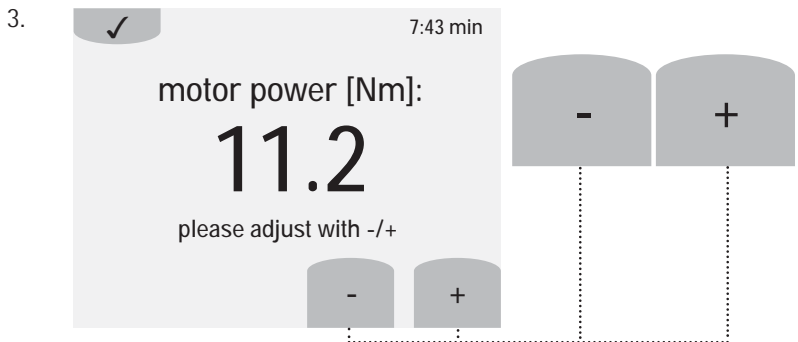 3.
✓ 7:43 min
motor power [Nm]:
11.2
please adjust with -/+
- +
- +